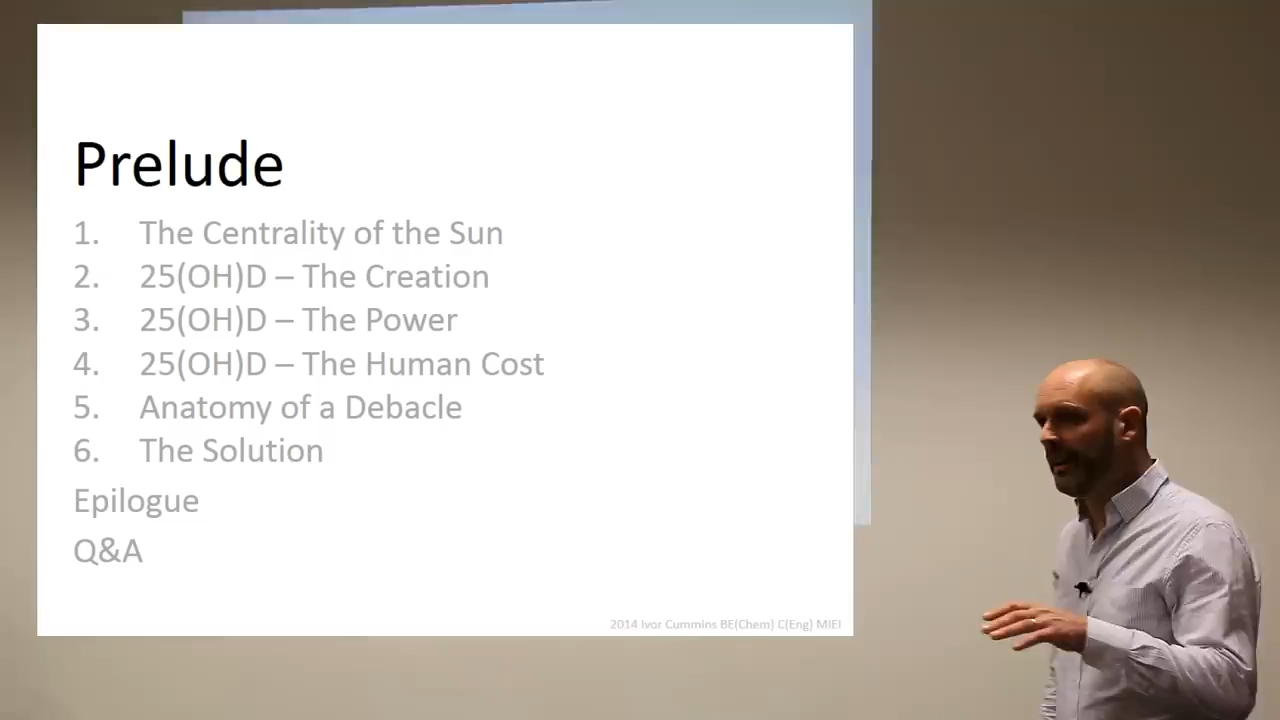 Prelude
1. The Centrality of the Sun
2. 25(OH)D – The Creation
3. 25(OH)D – The Power
4. 25(OH)D – The Human Cost
5. Anatomy of a Debacle
6. The Solution
Epilogue
Q&A
2014 Ivor Cummins BE(Chem) C(Eng) MIEI